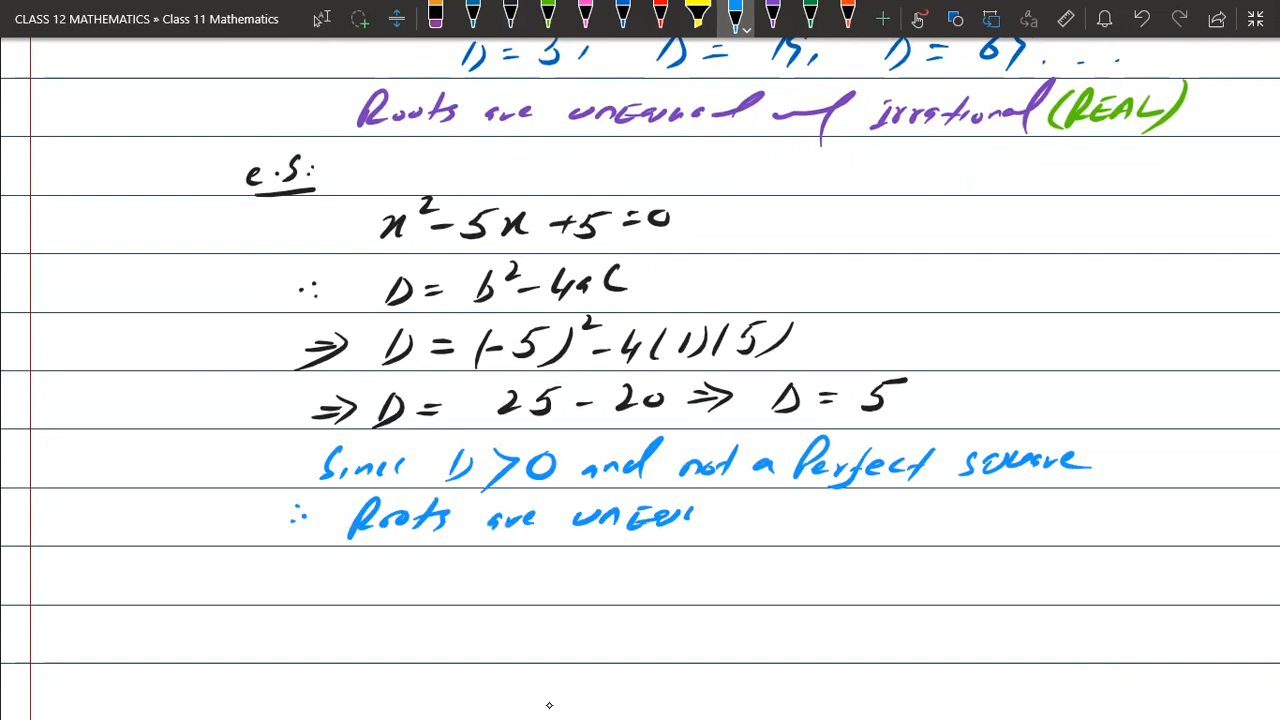 CLASS 12 MATHEMATICS » Class 11 Mathematics
Roots are unequal and irrational (REAL)
e.g:
x² - 5x + 5 = 0
∴ D = b² - 4ac
⇒ D = (-5)² - 4(1)(5)
⇒ D = 25 - 20 ⇒ D = 5
Since D > 0 and not a Perfect square
∴ Roots are unequ